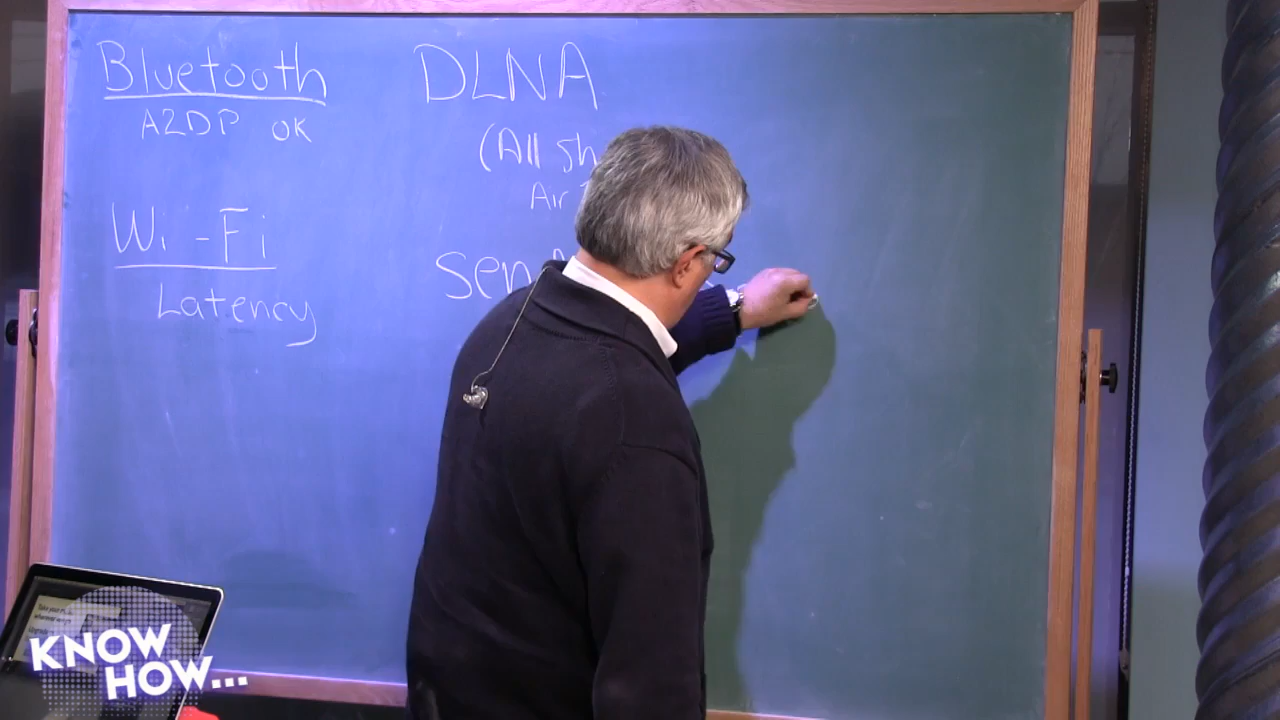 Bluetooth
A2DP OK
Wi-Fi
Latency
DLNA
(All Sh
Air
Sen
KNOW
HOW...